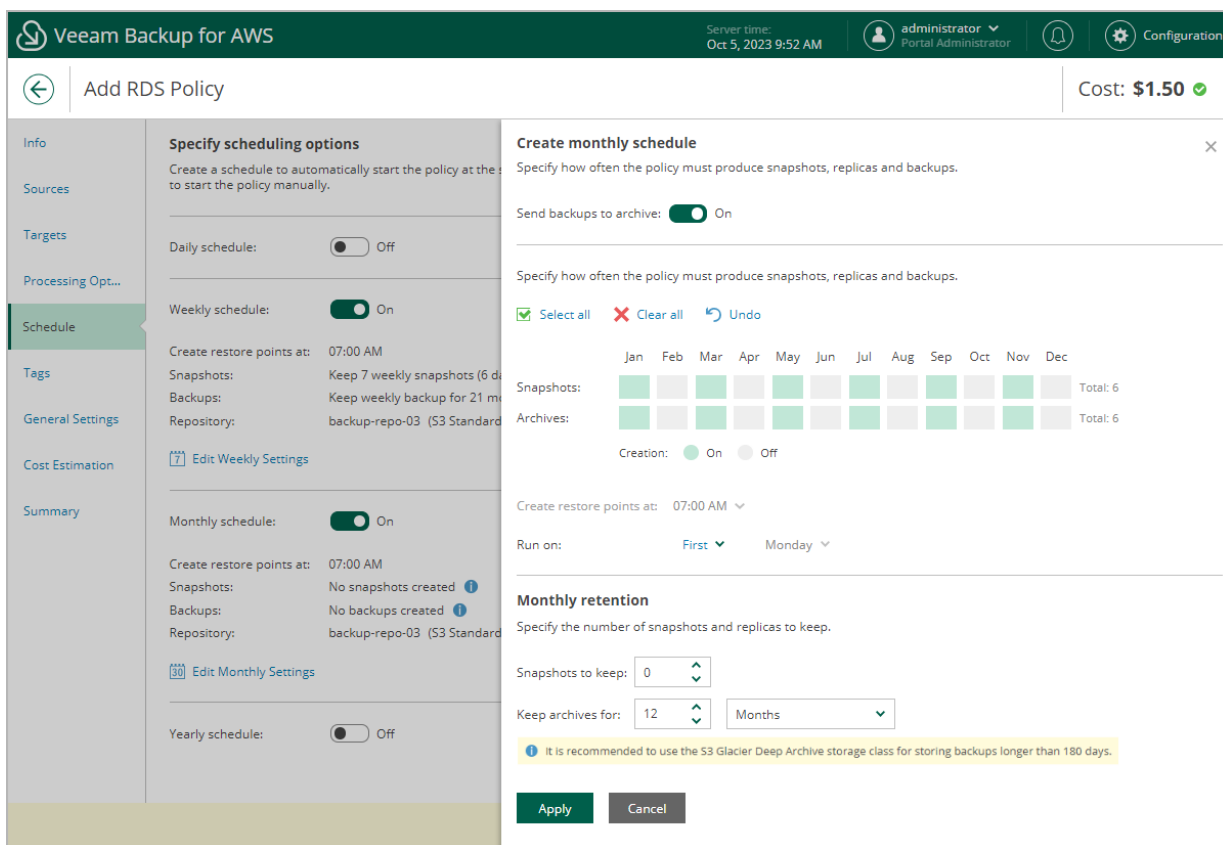 Veeam Backup for AWS
Server time:
Oct 5, 2023 9:52 AM
administrator
Portal Administrator
Configuration
Add RDS Policy
Cost: $1.50
Info
Sources
Targets
Processing Opt...
Schedule
Tags
General Settings
Cost Estimation
Summary
Specify scheduling options
Create a schedule to automatically start the policy at the
to start the policy manually.
Daily schedule: Off
Weekly schedule: On
Create restore points at: 07:00 AM
Snapshots: Keep 7 weekly snapshots (6
Backups: Keep weekly backup for 21
Repository: backup-repo-03 (S3 Standard
7 Edit Weekly Settings
Monthly schedule: On
Create restore points at: 07:00 AM
Snapshots: No snapshots created
Backups: No backups created
Repository: backup-repo-03 (S3 Standard
30 Edit Monthly Settings
Yearly schedule: Off
Create monthly schedule
Specify how often the policy must produce snapshots, replicas and backups.
Send backups to archive: On
Specify how often the policy must produce snapshots, replicas and backups.
Select all Clear all Undo
Jan Feb Mar Apr May Jun Jul Aug Sep Oct Nov Dec
Snapshots: Total: 6
Archives: Total: 6
Creation: On Off
Create restore points at: 07:00 AM
Run on: First Monday
Monthly retention
Specify the number of snapshots and replicas to keep.
Snapshots to keep: 0
Keep archives for: 12 Months
It is recommended to use the S3 Glacier Deep Archive storage class for storing backups longer than 180 days.
Apply Cancel